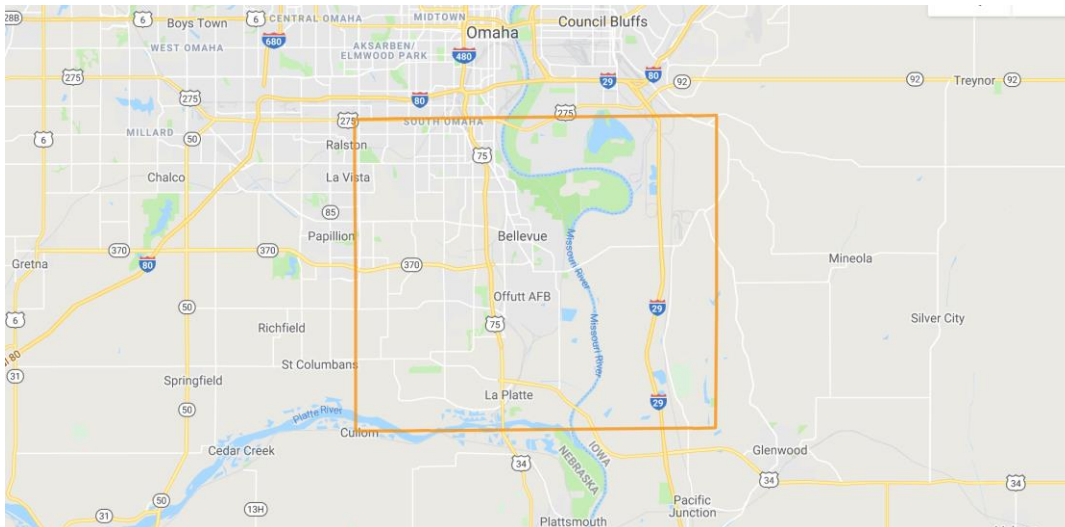 28B
6
Boys Town
CENTRAL OMAHA
MIDTOWN
Omaha
Council Bluffs
WEST OMAHA
680
AKSARBEN/
ELMWOOD PARK
480
275
29
80
92
Treynor
92
92
275
80
6
MILLARD
50
275
SOUTH OMAHA
275
Ralston
75
Chalco
La Vista
85
Papillion
Bellevue
Missouri River
Gretna
370
80
370
370
Mineola
Offutt AFB
6
50
Richfield
75
Missouri River
29
Silver City
80
31
Springfield
St Columbans
50
La Platte
29
Platte River
Cullom
Cedar Creek
IOWA
NEBRASKA
Glenwood
34
34
34
50
31
13H
Plattsmouth
Pacific
Junction